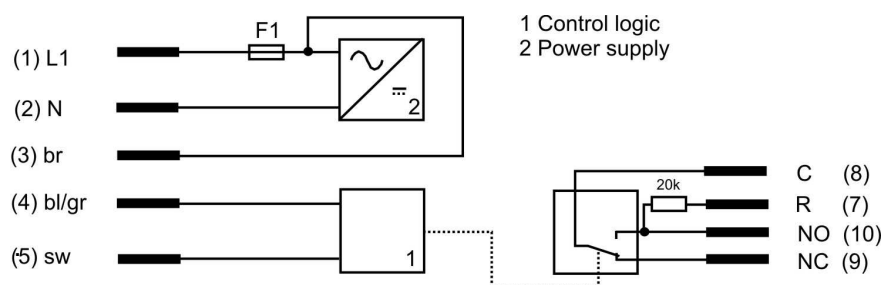 F1
1 Control logic
2 Power supply
(1) L1
2
(2) N
(3) br
C (8)
20k
(4) bl/gr
R (7)
NO (10)
(5) sw
1
NC (9)